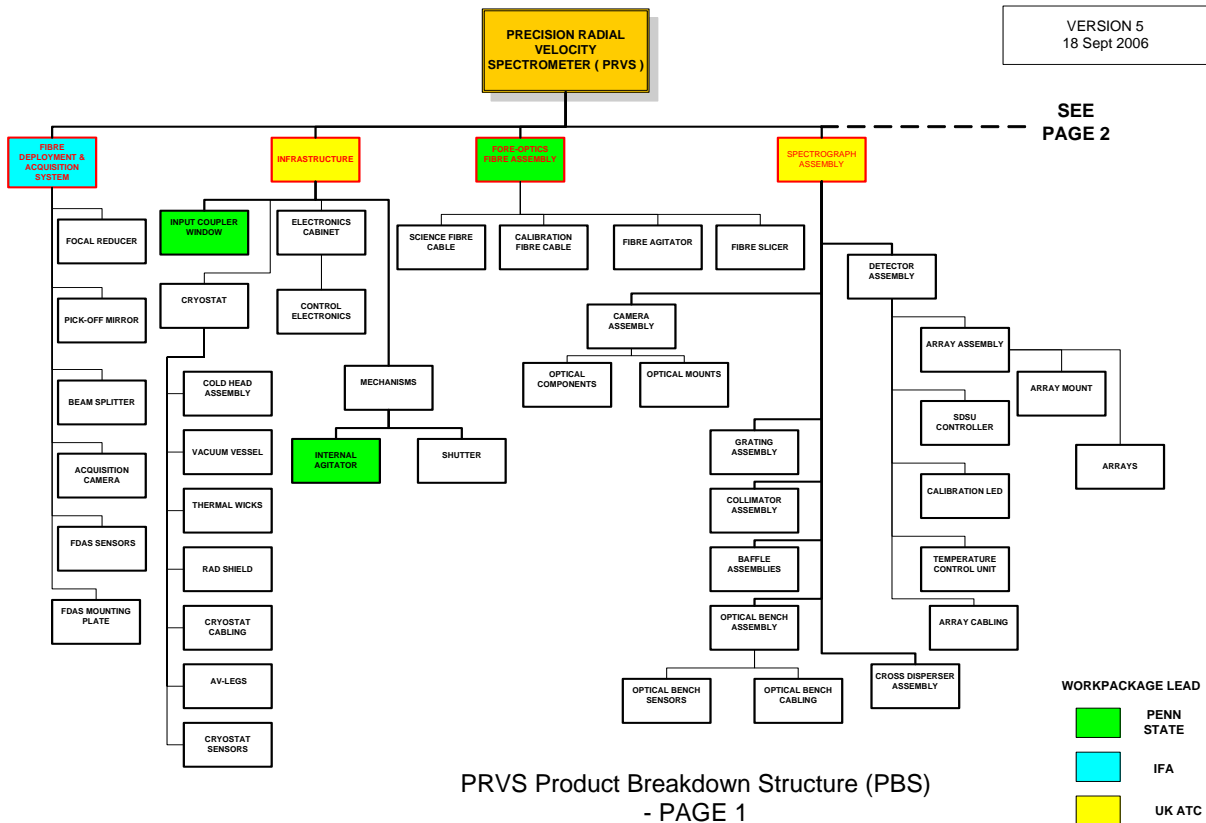 PRECISION RADIAL
VELOCITY
SPECTROMETER ( PRVS )
VERSION 5
18 Sept 2006
SEE
PAGE 2
FIBRE
DEPLOYMENT &
ACQUISITION
SYSTEM
INFRASTRUCTURE
FORE-OPTICS
FIBRE ASSEMBLY
SPECTROGRAPH
ASSEMBLY
FOCAL REDUCER
PICK-OFF MIRROR
BEAM SPLITTER
ACQUISITION
CAMERA
FDAS SENSORS
FDAS MOUNTING
PLATE
INPUT COUPLER
WINDOW
ELECTRONICS
CABINET
CRYOSTAT
CONTROL
ELECTRONICS
COLD HEAD
ASSEMBLY
VACUUM VESSEL
THERMAL WICKS
RAD SHIELD
CRYOSTAT
CABLING
AV-LEGS
CRYOSTAT
SENSORS
MECHANISMS
INTERNAL
AGITATOR
SHUTTER
SCIENCE FIBRE
CABLE
CALIBRATION
FIBRE CABLE
FIBRE AGITATOR
FIBRE SLICER
CAMERA
ASSEMBLY
OPTICAL
COMPONENTS
OPTICAL MOUNTS
GRATING
ASSEMBLY
COLLIMATOR
ASSEMBLY
BAFFLE
ASSEMBLIES
OPTICAL BENCH
ASSEMBLY
OPTICAL BENCH
SENSORS
OPTICAL BENCH
CABLING
CROSS DISPERSER
ASSEMBLY
DETECTOR
ASSEMBLY
ARRAY ASSEMBLY
ARRAY MOUNT
ARRAYS
SDSU
CONTROLLER
CALIBRATION LED
TEMPERATURE
CONTROL UNIT
ARRAY CABLING
WORKPACKAGE LEAD
PENN
STATE
IFA
UK ATC
PRVS Product Breakdown Structure (PBS)
- PAGE 1